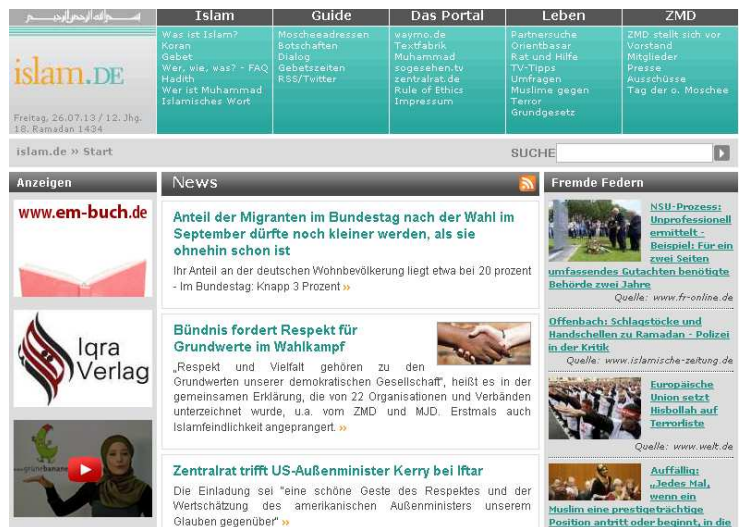 Islam
Guide
Das Portal
Leben
ZMD
islam.DE
Freitag, 26.07.13 / 12. Jhg.
18. Ramadan 1434
Was ist Islam?
Koran
Gebet
Wer, wie, was? - FAQ
Hadith
Wer ist Muhammad
Islamisches Wort
Moscheeadressen
Botschaften
Dialog
Gebetszeiten
RSS/Twitter
waymo.de
Textfabrik
Muhammad
sogesehen.tv
zentralrat.de
Rule of Ethics
Impressum
Partnersuche
Orientbasar
Rat und Hilfe
TV-Tipps
Umfragen
Muslime gegen
Terror
Grundgesetz
ZMD stellt sich vor
Vorstand
Mitglieder
Presse
Ausschüsse
Tag der o. Moschee
islam.de » Start
SUCHE
Anzeigen
www.em-buch.de
Iqra
Verlag
www.grünebanane
News
Anteil der Migranten im Bundestag nach der Wahl im
September dürfte noch kleiner werden, als sie
ohnehin schon ist
Ihr Anteil an der deutschen Wohnbevölkerung liegt etwa bei 20 prozent
- Im Bundestag: Knapp 3 Prozent »
Bündnis fordert Respekt für
Grundwerte im Wahlkampf
„Respekt und Vielfalt gehören zu den
Grundwerten unserer demokratischen Gesellschaft", heißt es in der
gemeinsamen Erklärung, die von 22 Organisationen und Verbänden
unterzeichnet wurde, u.a. vom ZMD und MJD. Erstmals auch
Islamfeindlichkeit angeprangert. »
Zentralrat trifft US-Außenminister Kerry bei Iftar
Die Einladung sei "eine schöne Geste des Respektes und der
Wertschätzung des amerikanischen Außenministers unserem
Glauben gegenüber" »
Fremde Federn
NSU-Prozess:
Unprofessionell
ermittelt -
Beispiel: Für ein
zwei Seiten
umfassendes Gutachten benötigte
Behörde zwei Jahre
Quelle: www.fr-online.de
Offenbach: Schlagstöcke und
Handschellen zu Ramadan - Polizei
in der Kritik
Quelle: www.islamische-zeitung.de
Europäische
Union setzt
Hisbollah auf
Terrorliste
Quelle: www.welt.de
Auffällig:
„Jedes Mal,
wenn ein
Muslim eine prestigeträchtige
Position antritt oder beginnt, in die